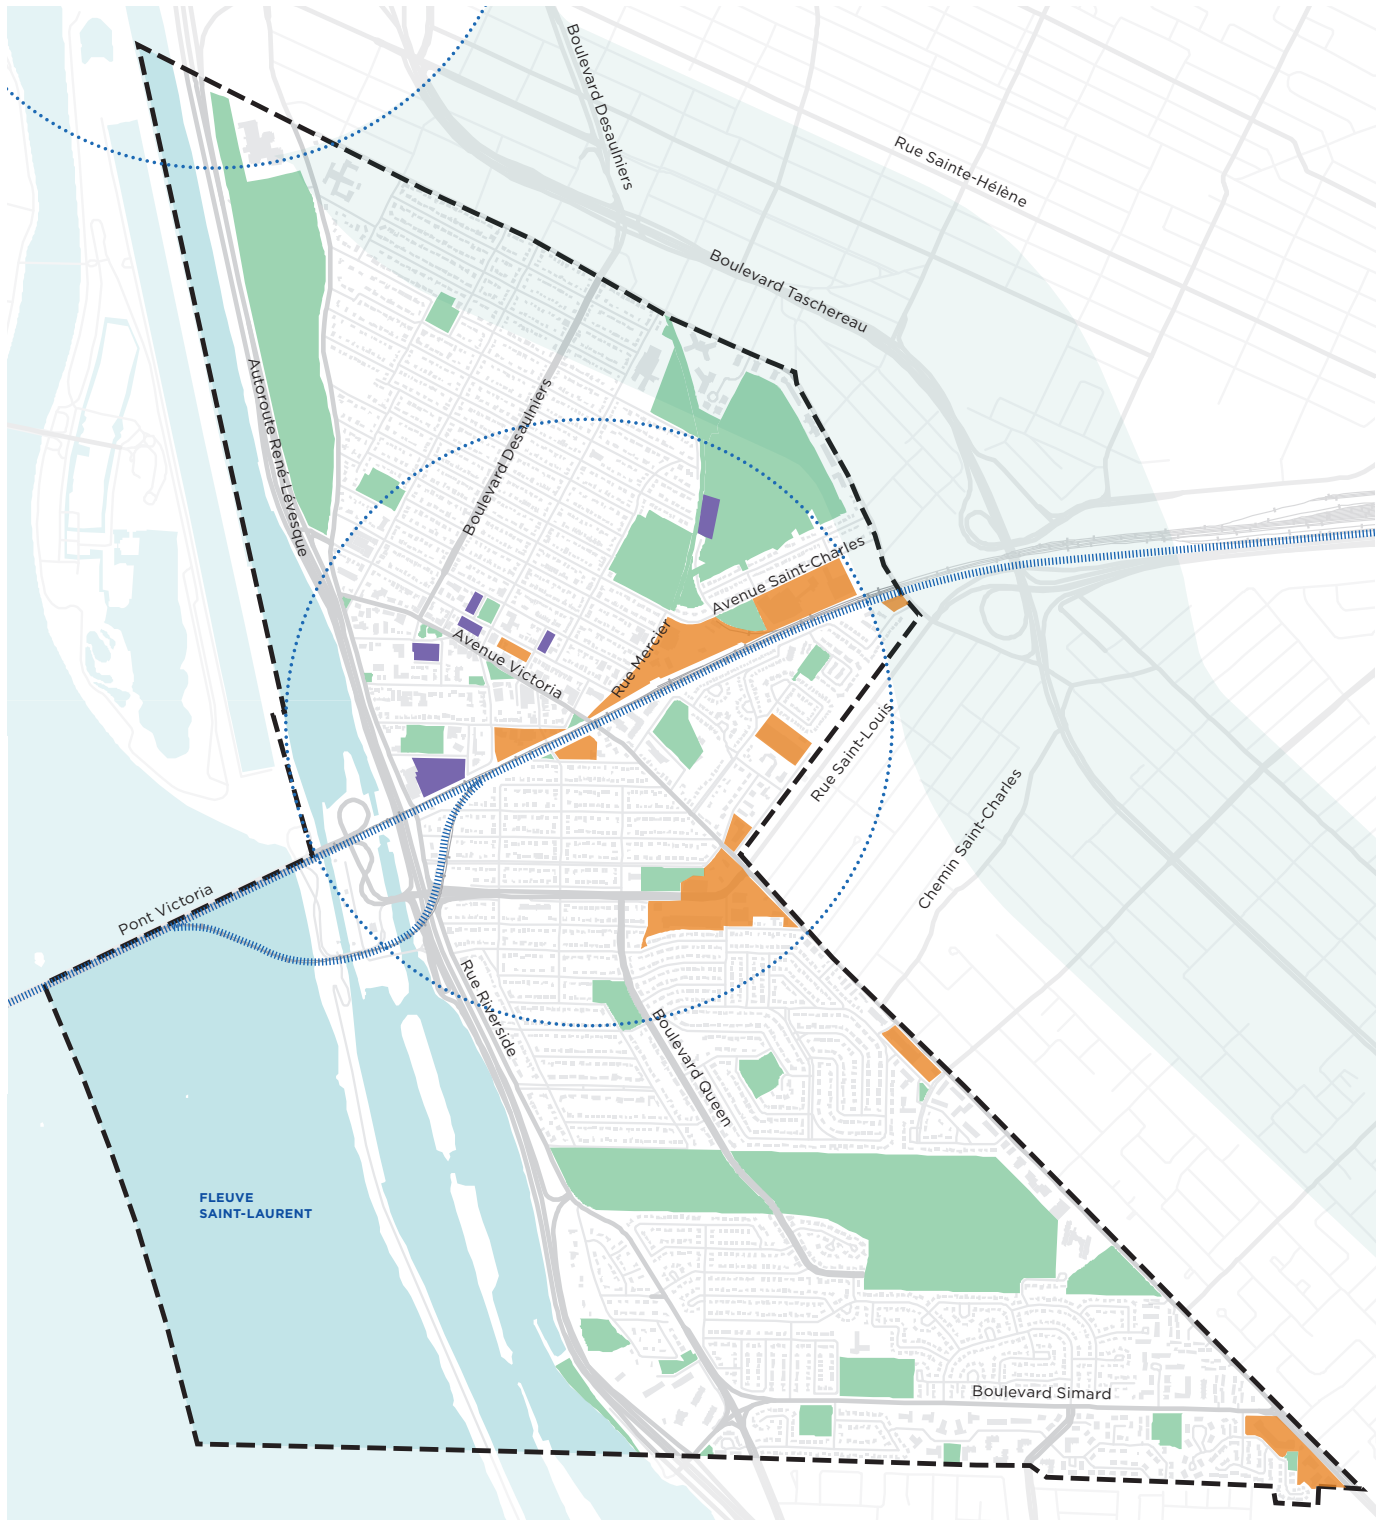 Boulevard Desaulniers
Rue Sainte-Hélène
Boulevard Taschereau
Autoroute René-Lévesque
Boulevard Desaulniers
Avenue Saint-Charles
Rue Mercier
Avenue Victoria
Rue Saint-Louis
Chemin Saint-Charles
Pont Victoria
Rue Riverside
Boulevard Queen
FLEUVE
SAINT-LAURENT
Boulevard Simard